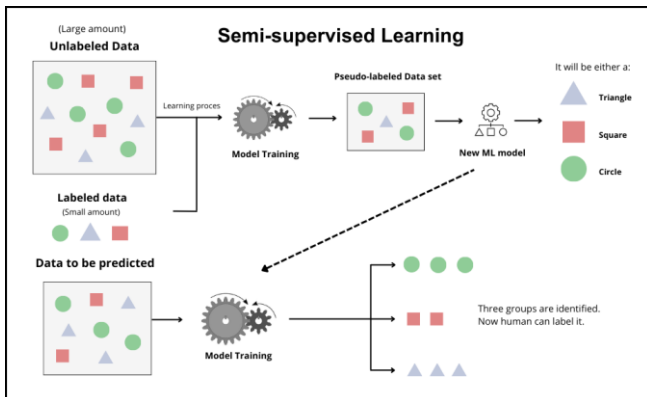 Semi-supervised Learning
(Large amount)
Unlabeled Data
Learning proces
Model Training
Pseudo-labeled Data set
New ML model
It will be either a:
Triangle
Square
Circle
Labeled data
(Small amount)
Data to be predicted
Model Training
Three groups are identified.
Now human can label it.